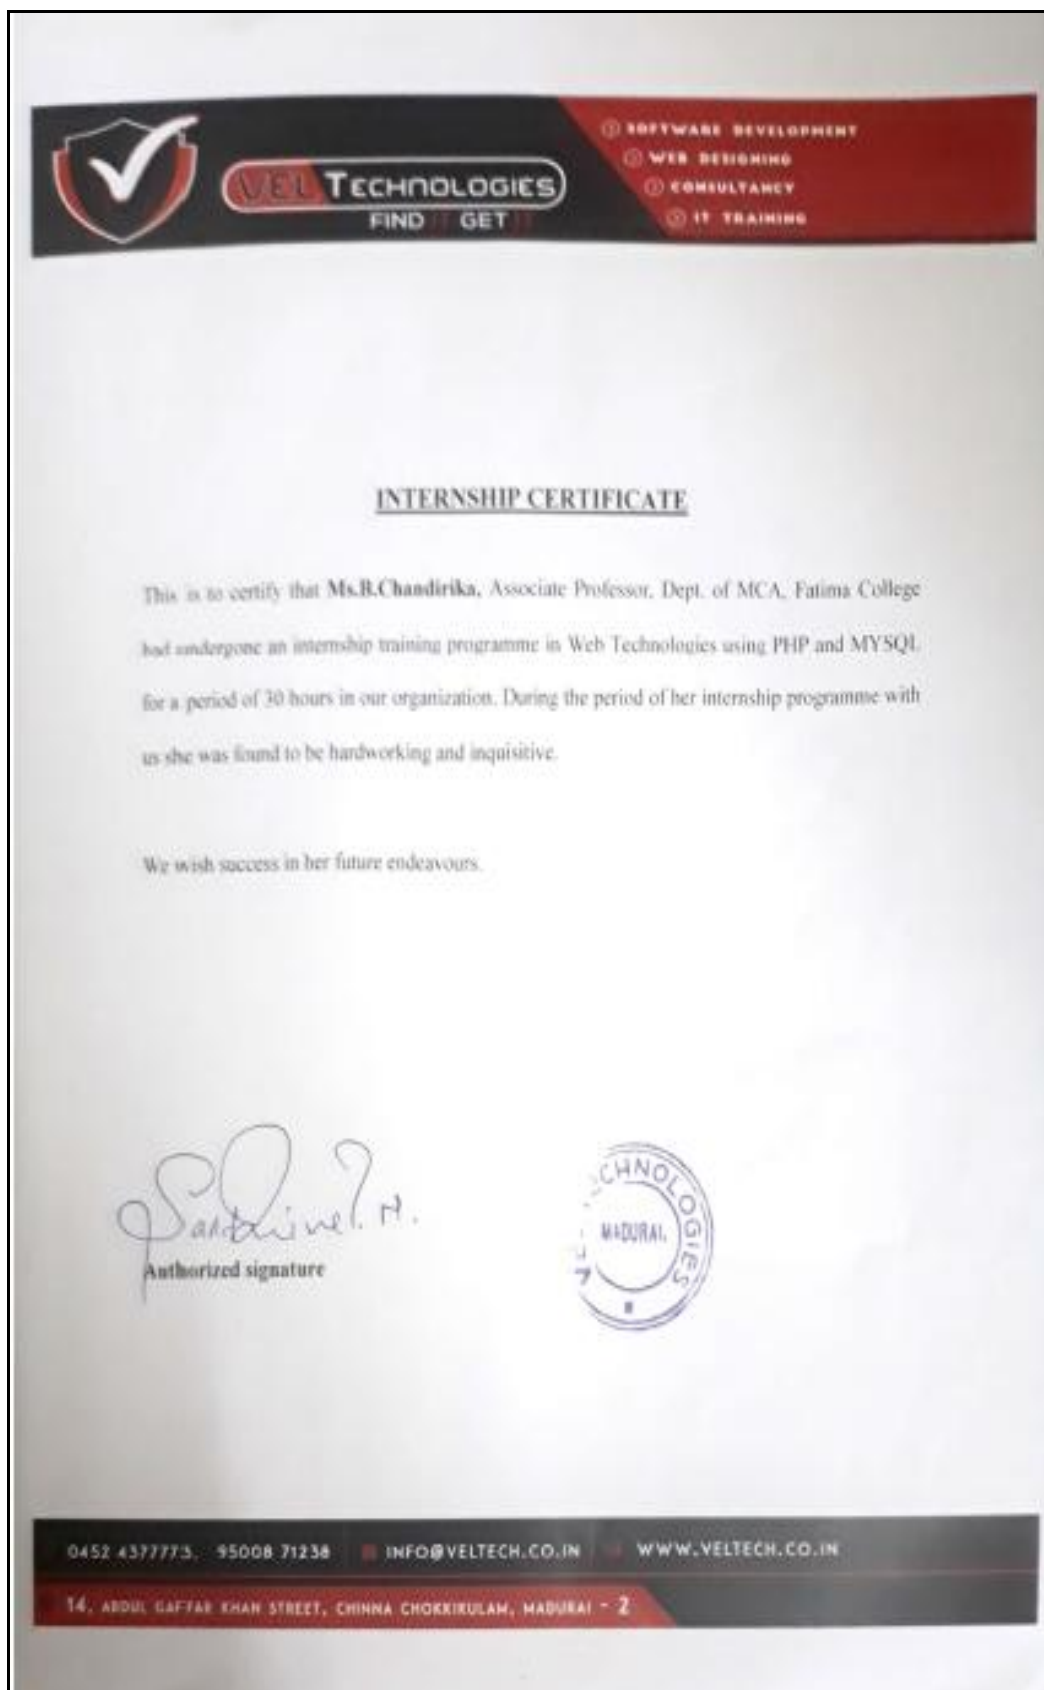 VEL TECHNOLOGIES
FIND IT GET IT
SOFTWARE DEVELOPMENT
WEB DESIGNING
CONSULTANCY
IT TRAINING
INTERNSHIP CERTIFICATE
This is to certify that Ms.B.Chandirika, Associate Professor, Dept. of MCA, Fatima College
had undergone an internship training programme in Web Technologies using PHP and MYSQL
for a period of 30 hours in our organization. During the period of her internship programme with
us she was found to be hardworking and inquisitive.
We wish success in her future endeavours.
Authorized signature
VEL TECHNOLOGIES
MADURAI.
0452 4377773, 95008 71238 INFO@VELTECH.CO.IN WWW.VELTECH.CO.IN
14, ABDUL GAFFAR KHAN STREET, CHINNA CHOKKIKULAM, MADURAI - 2